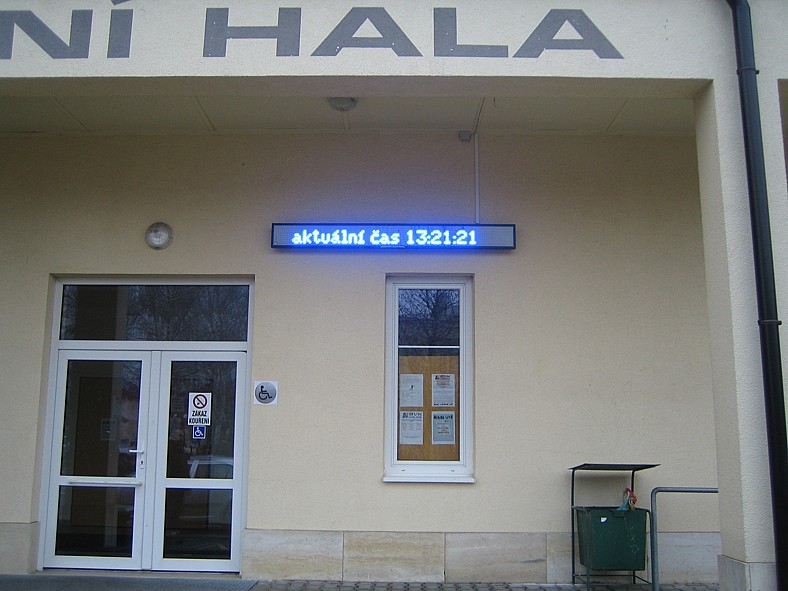 NÍ HALA
aktuální čas 13:21:21
ZÁKAZ
KOUŘENÍ